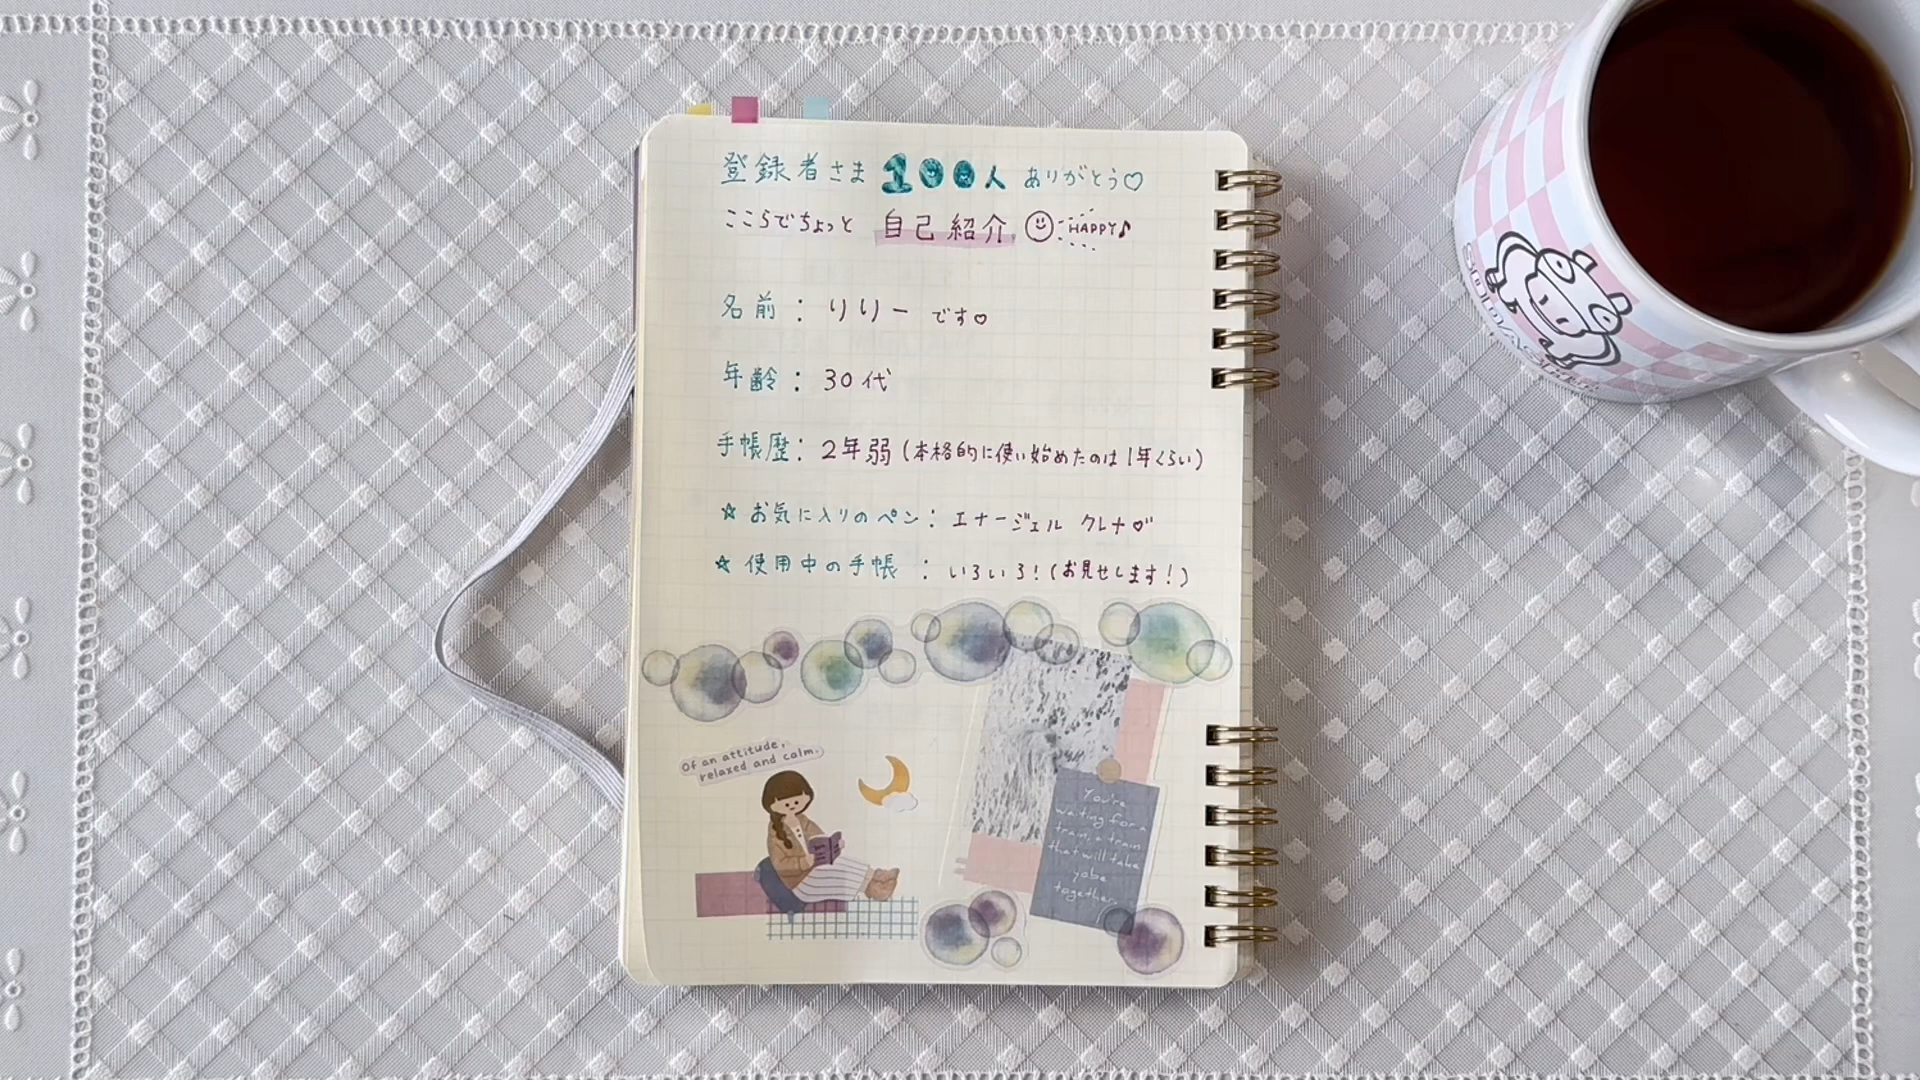 登録者さま 100人 ありがとう♡
ここらでちょっと 自己紹介 HAPPY♪
名前：りりー です♡
年齢：30代
手帳歴：2年弱(本格的に使い始めたのは1年くらい)
☆ お気に入りのペン：エナージェル クレナ♡
☆ 使用中の手帳：いろいろ!(お見せします!)
Of an attitude,
relaxed and calm.
You're
waiting for a
train, a train
that will take
together.